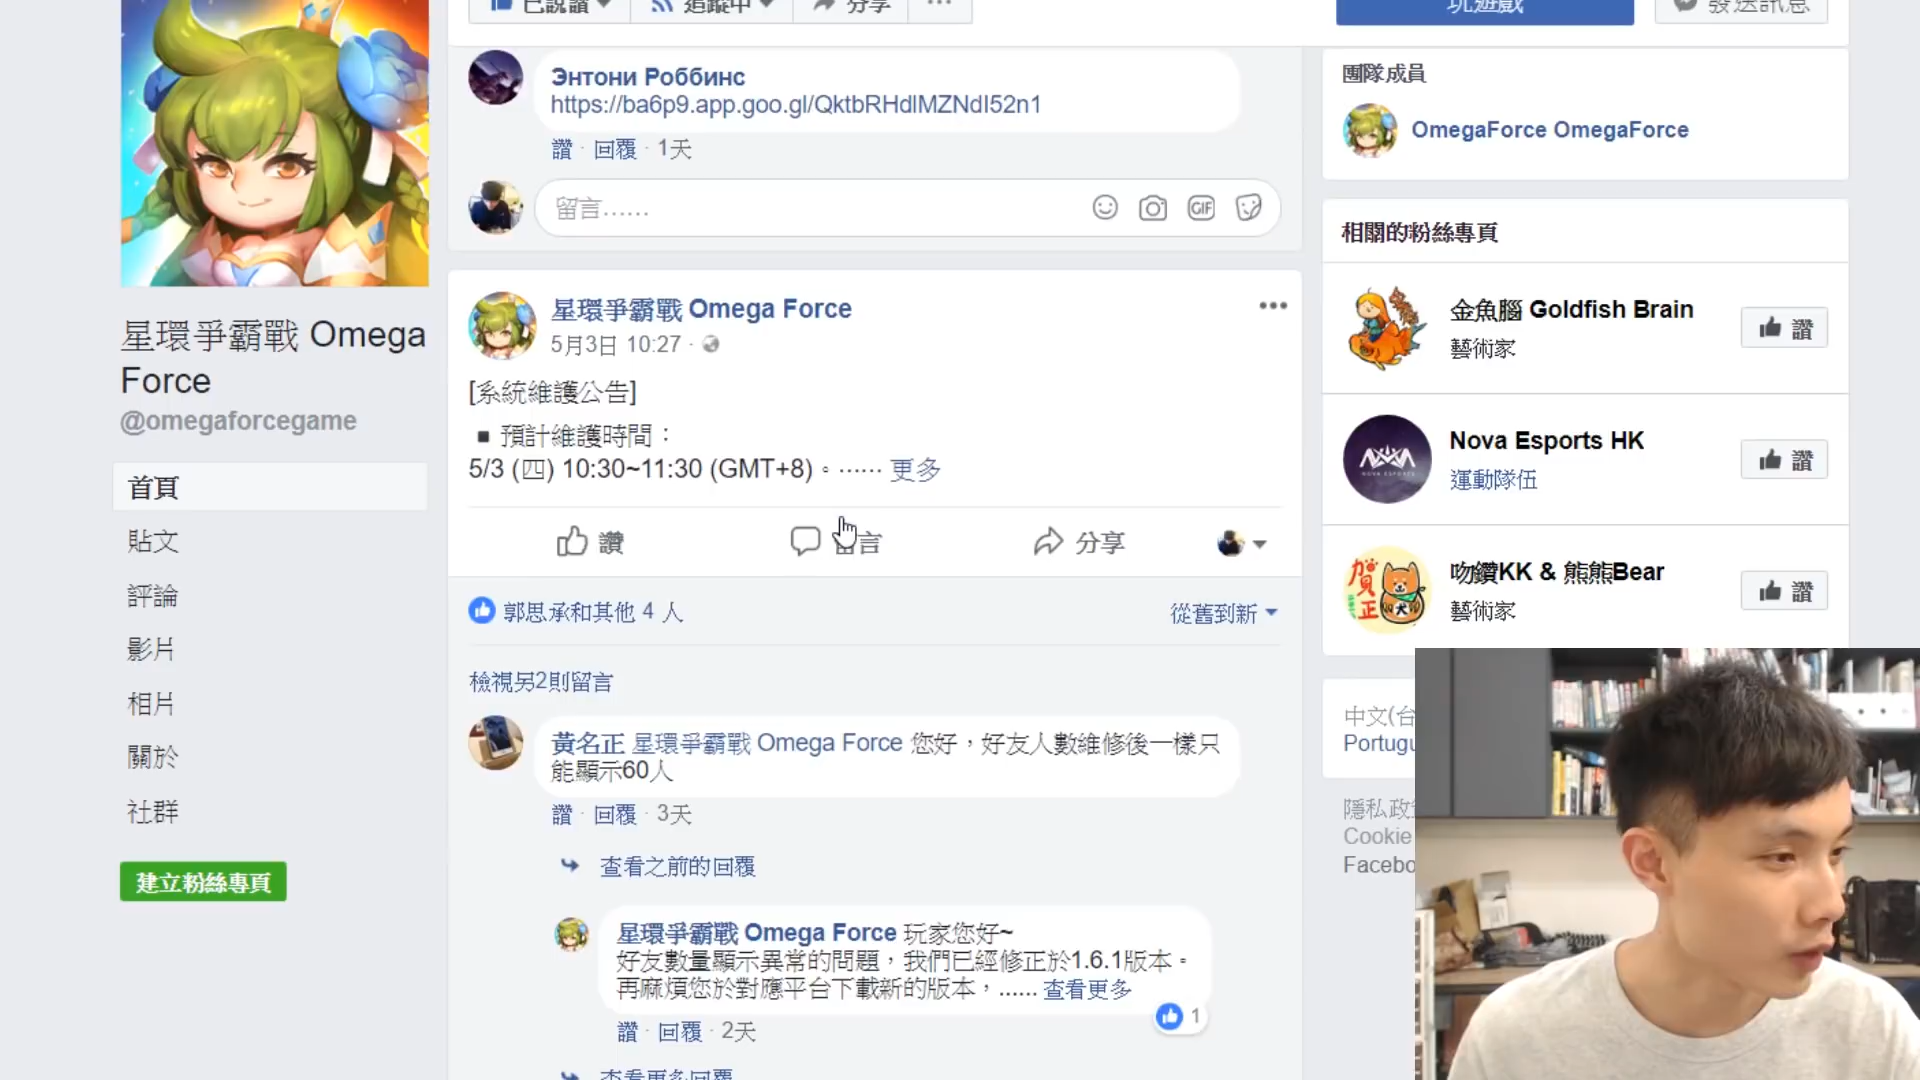 已說讚
追蹤中
分享
玩遊戲
發送訊息
Энтони Роббинс
https://ba6p9.app.goo.gl/QktbRHdlMZNdI52n1
讚 · 回覆 · 1天
留言……
GIF
星環爭霸戰 Omega
Force
@omegaforcegame
首頁
貼文
評論
影片
相片
關於
社群
建立粉絲專頁
星環爭霸戰 Omega Force
5月3日 10:27 ·
[系統維護公告]
▪ 預計維護時間：
5/3 (四) 10:30~11:30 (GMT+8) 。…… 更多
讚
留言
分享
郭思承和其他 4 人
從舊到新
檢視另2則留言
黃名正 星環爭霸戰 Omega Force 您好，好友人數維修後一樣只
能顯示60人
讚 · 回覆 · 3天
查看之前的回覆
星環爭霸戰 Omega Force 玩家您好~
好友數量顯示異常的問題，我們已經修正於1.6.1版本。
再麻煩您於對應平台下載新的版本，…… 查看更多
1
讚 · 回覆 · 2天
查看更多回覆
團隊成員
OmegaForce OmegaForce
相關的粉絲專頁
金魚腦 Goldfish Brain
藝術家
讚
Nova Esports HK
運動隊伍
讚
NOVA ESPORTS
吻鑽KK & 熊熊Bear
藝術家
讚
賀正
中文(台
Portugu
隱私政
Cookie
Facebo